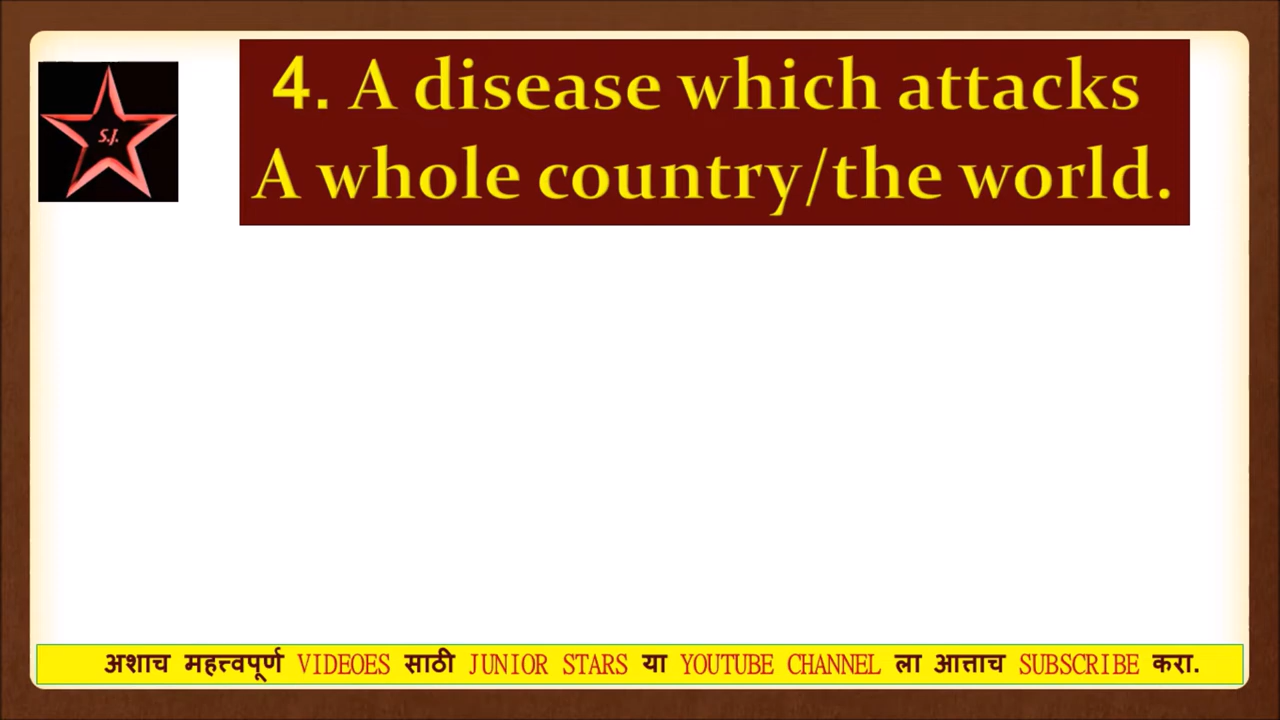 S.J.
4. A disease which attacks
A whole country/the world.
अशाच महत्त्वपूर्ण VIDEOES साठी JUNIOR STARS या YOUTUBE CHANNEL ला आत्ताच SUBSCRIBE करा.